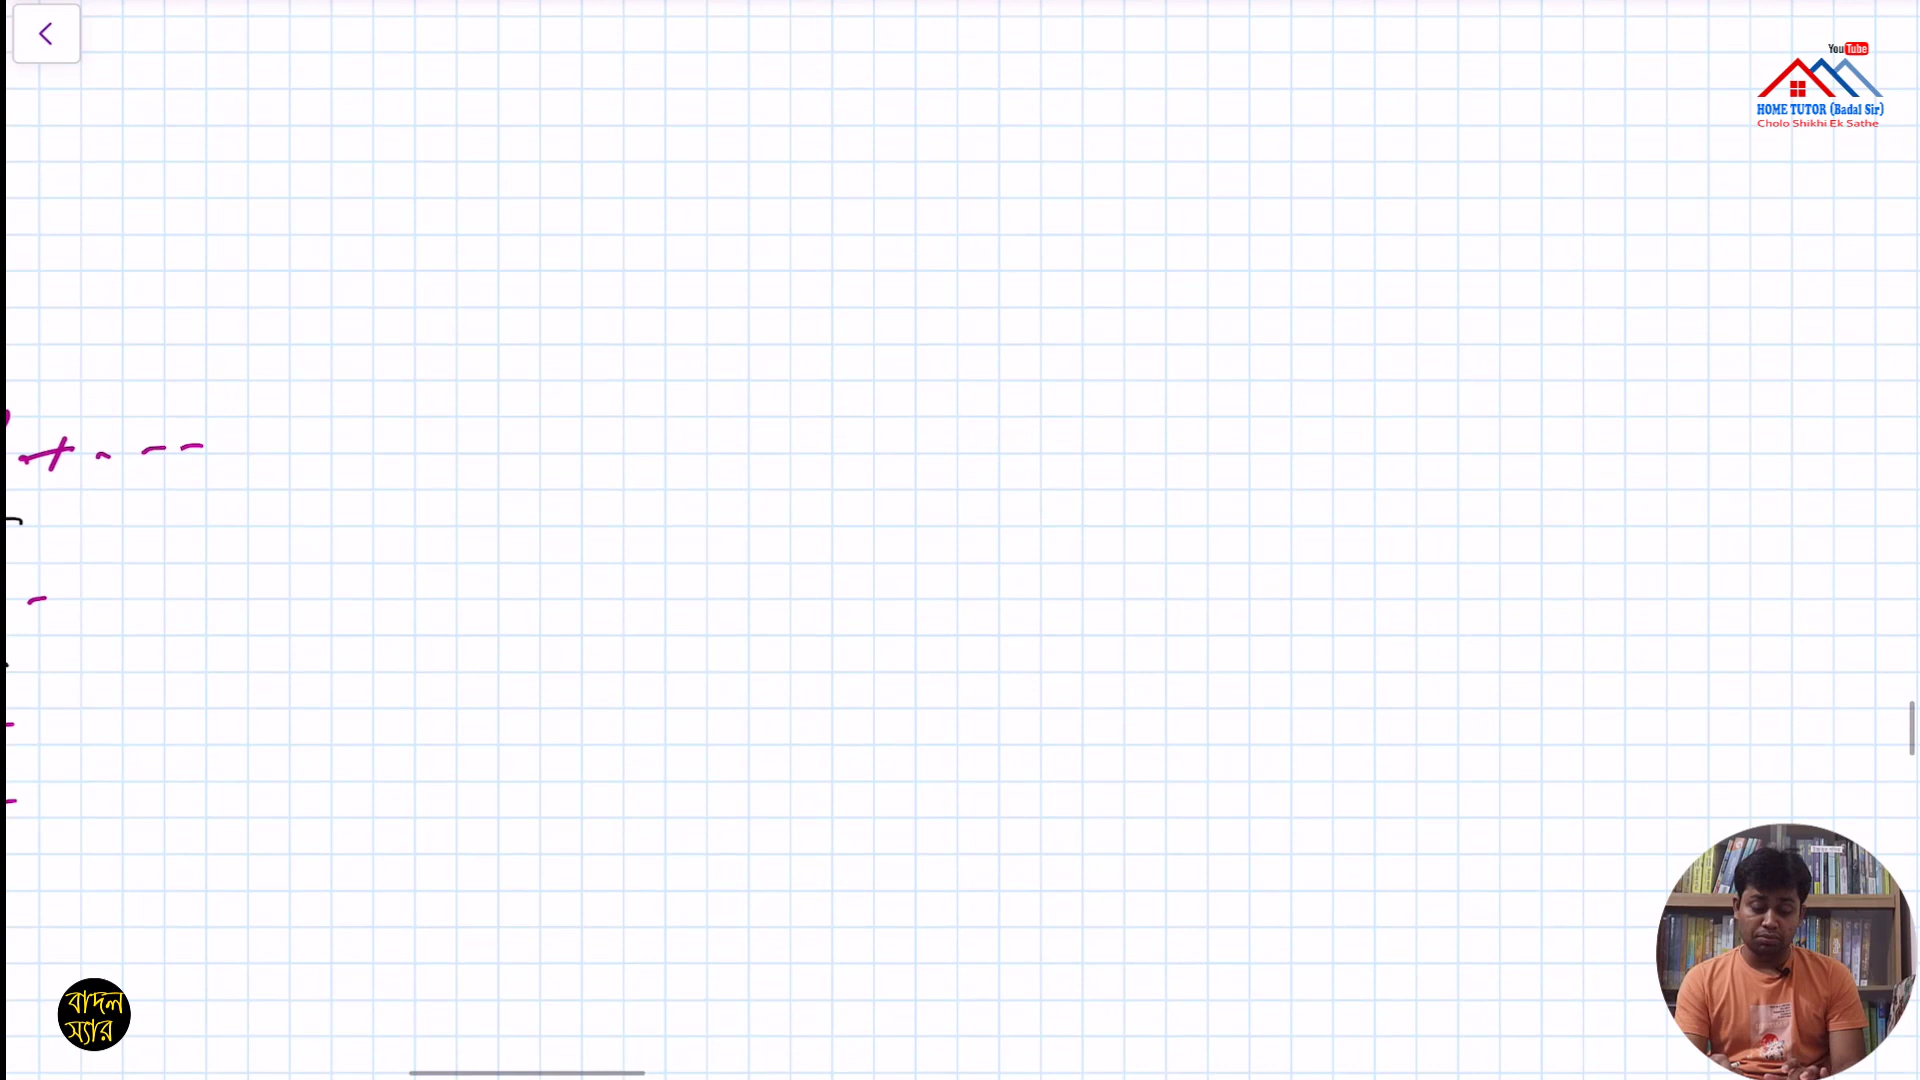 YouTube
HOME TUTOR (Badal Sir)
Cholo Shikhi Ek Sathe
+ - - -
বাদল
স্যার